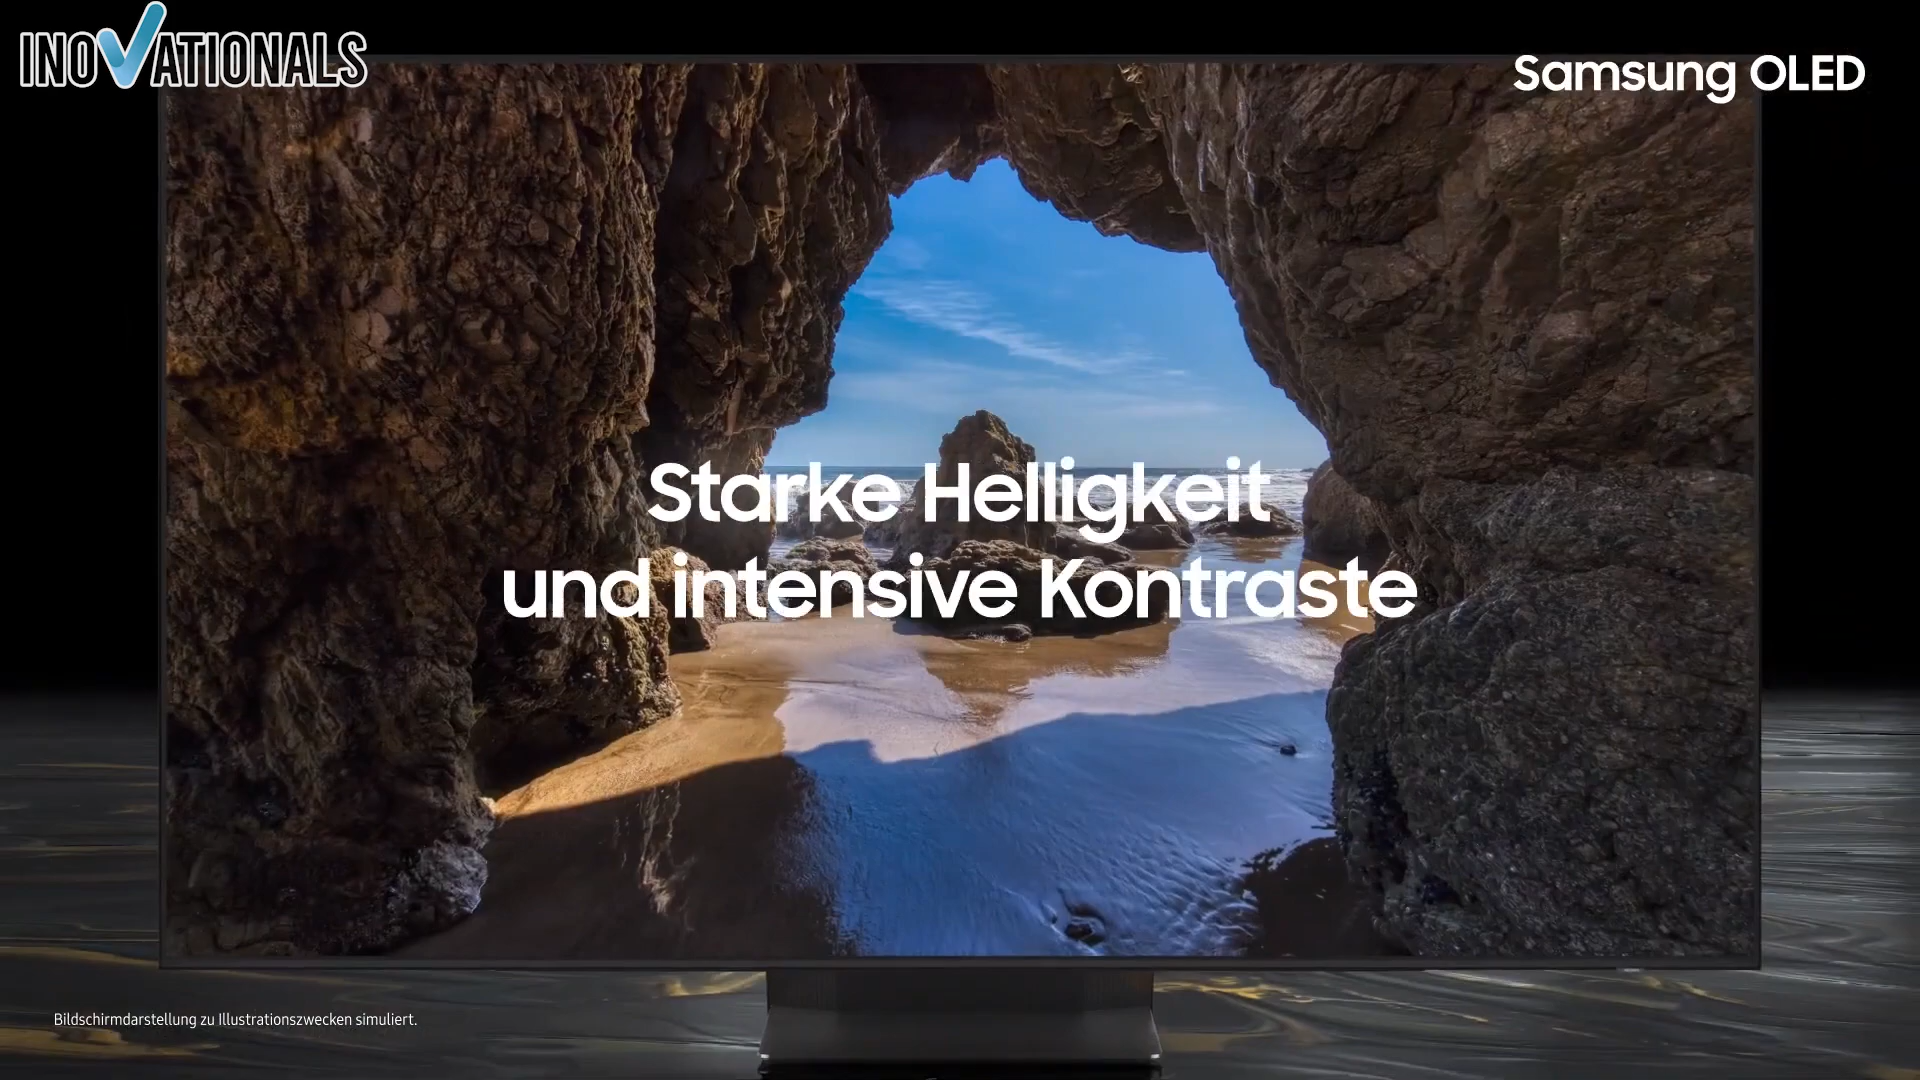 INOVATIONALS
Samsung OLED
Starke Helligkeit
und intensive Kontraste
Bildschirmdarstellung zu Illustrationszwecken simuliert.